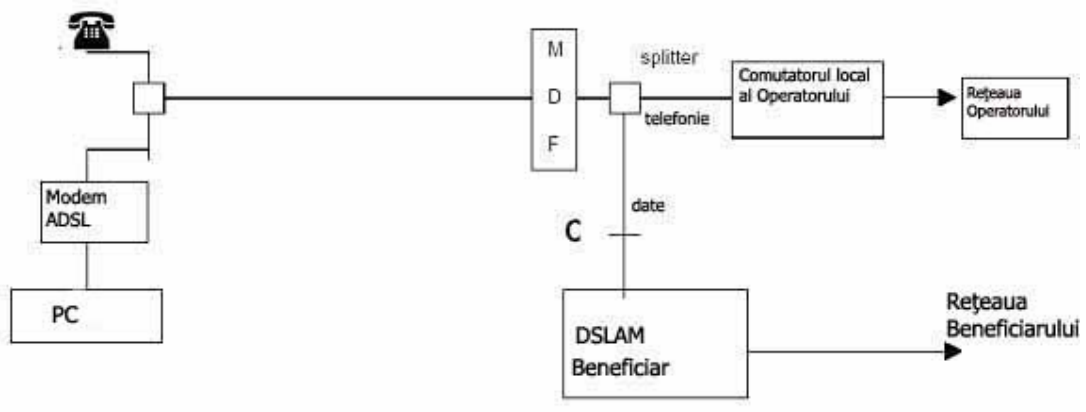 M
D
F
splitter
telefonie
Comutatorul local
al Operatorului
Rețeaua
Operatorului
Modem
ADSL
PC
date
C
DSLAM
Beneficiar
Rețeaua
Beneficiarului